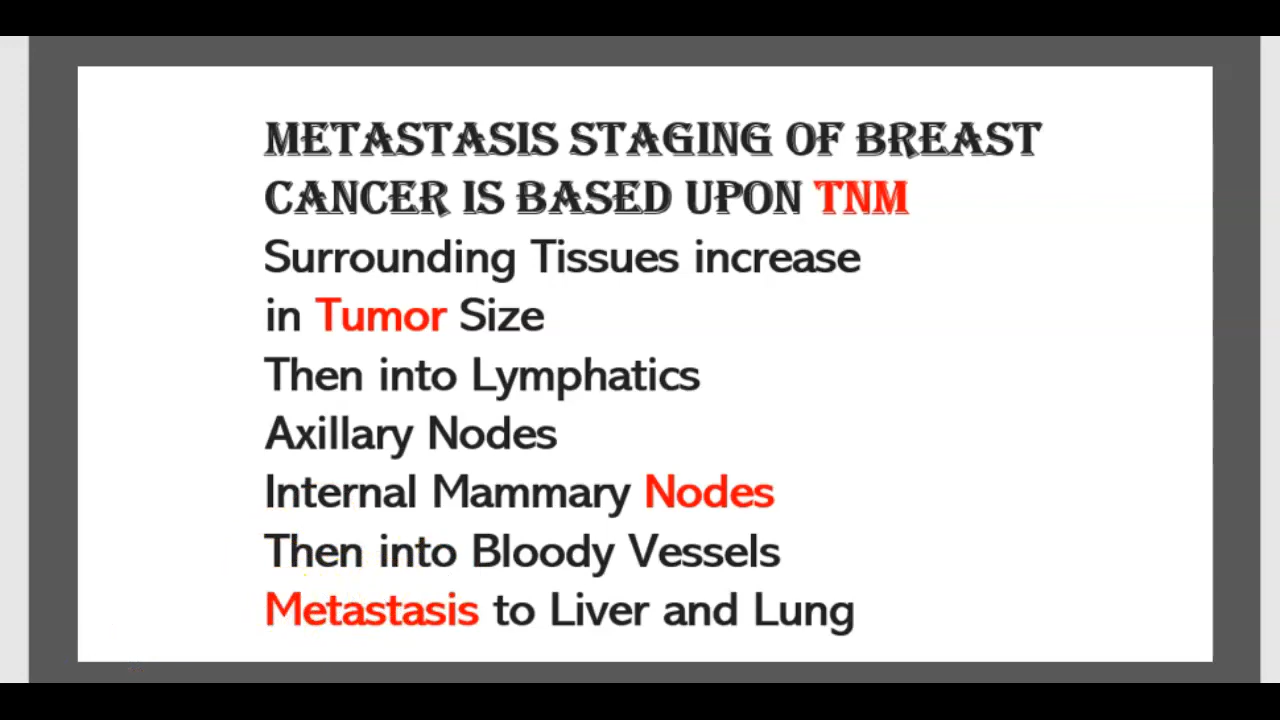 METASTASIS STAGING OF BREAST
CANCER IS BASED UPON TNM
Surrounding Tissues increase
in Tumor Size
Then into Lymphatics
Axillary Nodes
Internal Mammary Nodes
Then into Bloody Vessels
Metastasis to Liver and Lung